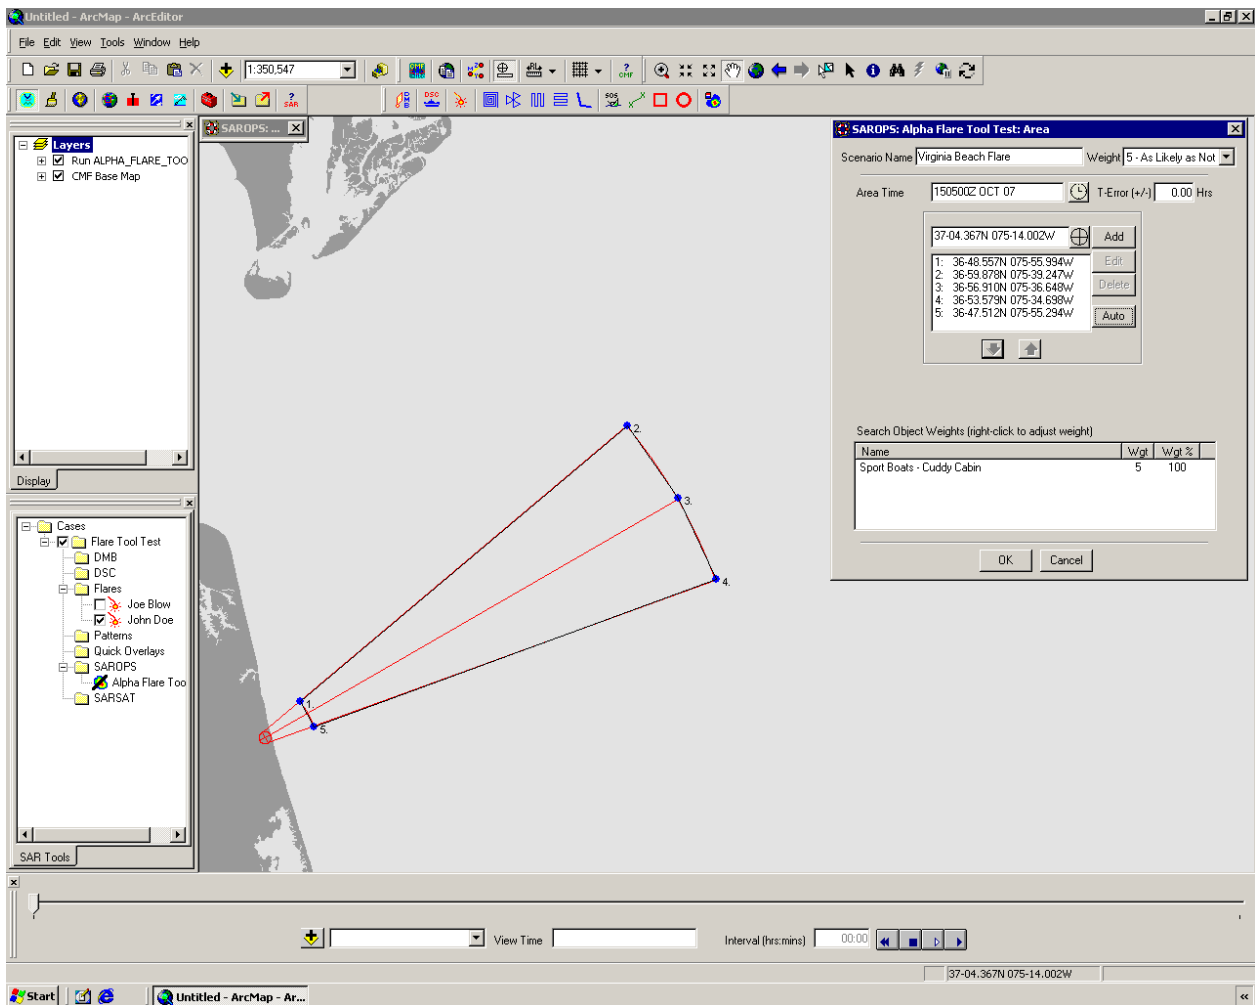 Untitled - ArcMap - ArcEditor
File Edit View Tools Window Help
1:350,547
? CMF
? SAR
DSC
SOS
Layers
Run ALPHA_FLARE_TOO
CMF Base Map
Display
Cases
Flare Tool Test
DMB
DSC
Flares
Joe Blow
John Doe
Patterns
Quick Overlays
SAROPS
Alpha Flare Too
SARSAT
SAR Tools
SAROPS: ...
1.
2.
3.
4.
5.
SAROPS: Alpha Flare Tool Test: Area
Scenario Name Virginia Beach Flare Weight 5 - As Likely as Not
Area Time 150500Z OCT 07 T-Error (+/-) 0.00 Hrs
37-04.367N 075-14.002W Add
1: 36-48.557N 075-55.994W
2: 36-59.878N 075-39.247W
3: 36-56.910N 075-36.648W
4: 36-53.579N 075-34.698W
5: 36-47.512N 075-55.294W
Edit
Delete
Auto
Search Object Weights (right-click to adjust weight)
Name Wgt Wgt %
Sport Boats - Cuddy Cabin 5 100
OK Cancel
View Time Interval (hrs:mins) 00:00
37-04.367N 075-14.002W
Start Untitled - ArcMap - Ar... «